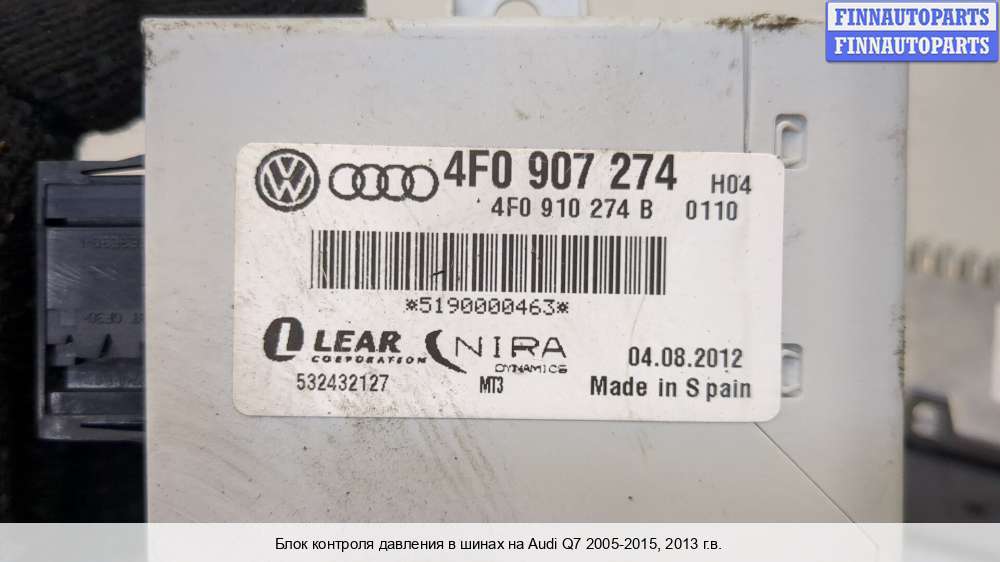 FINNAUTOPARTS
FINNAUTOPARTS
4F0 907 274 H04
4F0 910 274 B 0110
*5190000463*
LEAR
CORPORATION
NIRA
DYNAMICS
04.08.2012
532432127
MT3
Made in Spain
Блок контроля давления в шинах на Audi Q7 2005-2015, 2013 г.в.